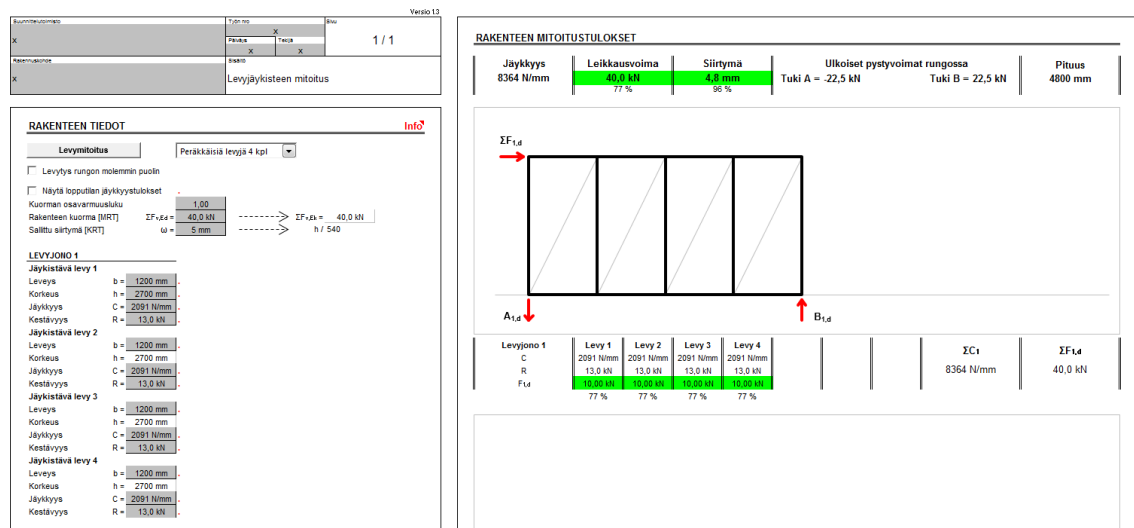 Versio 1.3
Suunnittelutoimisto
x
Työn nro
x
Päiväys
x
Tekijä
x
Sivu
1 / 1
Rakennuskohde
x
Sisältö
Levyjäykisteen mitoitus
RAKENTEEN TIEDOT
Info
Levymitoitus
Peräkkäisiä levyjä 4 kpl
Levytys rungon molemmin puolin
Näytä lopputilan jäykkyystulokset
Kuorman osavarmuusluku 1,00
Rakenteen kuorma [MRT] ΣFv,Ed = 40,0 kN ΣFv,Ek = 40,0 kN
Sallittu siirtymä [KRT] ω = 5 mm h / 540
LEVYJONO 1
Jäykistävä levy 1
Leveys b = 1200 mm
Korkeus h = 2700 mm
Jäykkyys C = 2091 N/mm
Kestävyys R = 13,0 kN
Jäykistävä levy 2
Leveys b = 1200 mm
Korkeus h = 2700 mm
Jäykkyys C = 2091 N/mm
Kestävyys R = 13,0 kN
Jäykistävä levy 3
Leveys b = 1200 mm
Korkeus h = 2700 mm
Jäykkyys C = 2091 N/mm
Kestävyys R = 13,0 kN
Jäykistävä levy 4
Leveys b = 1200 mm
Korkeus h = 2700 mm
Jäykkyys C = 2091 N/mm
Kestävyys R = 13,0 kN
RAKENTEEN MITOITUSTULOKSET
Jäykkyys Leikkausvoima Siirtymä Ulkoiset pystyvoimat rungossa Pituus
8364 N/mm 40,0 kN 4,8 mm Tuki A = -22,5 kN Tuki B = 22,5 kN 4800 mm
77 % 96 %
ΣF1,d
A1,d B1,d
Levyjono 1 Levy 1 Levy 2 Levy 3 Levy 4 ΣC1 ΣF1,d
C 2091 N/mm 2091 N/mm 2091 N/mm 2091 N/mm 8364 N/mm 40,0 kN
R 13,0 kN 13,0 kN 13,0 kN 13,0 kN
F1,d 10,00 kN 10,00 kN 10,00 kN 10,00 kN
77 % 77 % 77 % 77 %